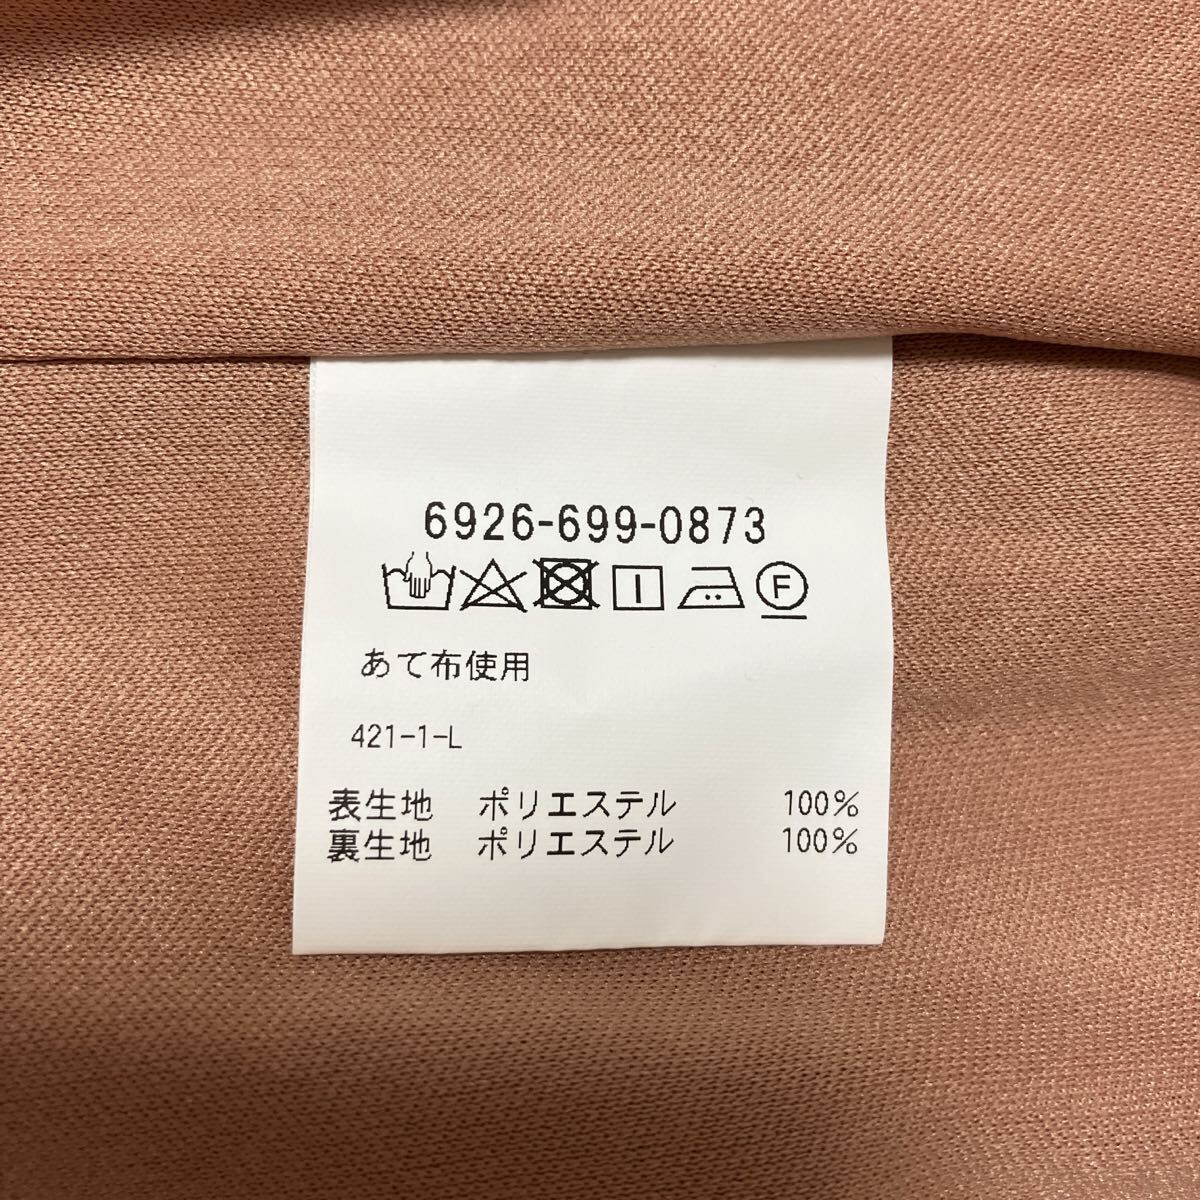 6926-699-0873
F
あて布使用
421-1-L
表生地 ポリエステル 100%
裏生地 ポリエステル 100%